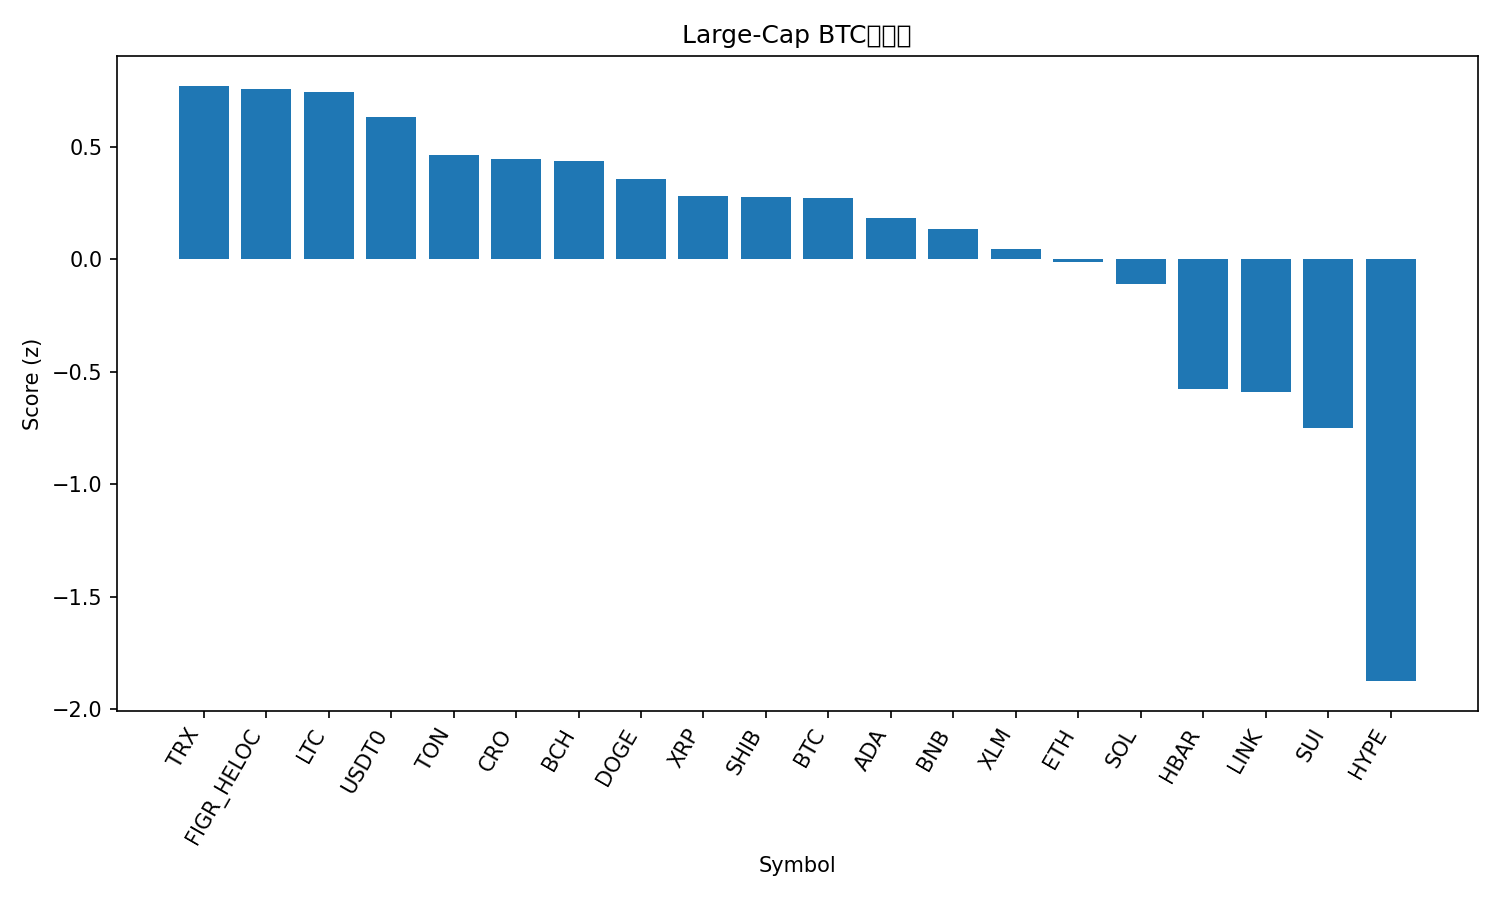 Large-Cap BTC
Score (z)
0.5
0.0
−0.5
−1.0
−1.5
−2.0
TRX
FIGR_HELOC
LTC
USDT0
TON
CRO
BCH
DOGE
XRP
SHIB
BTC
ADA
BNB
XLM
ETH
SOL
HBAR
LINK
SUI
HYPE
Symbol